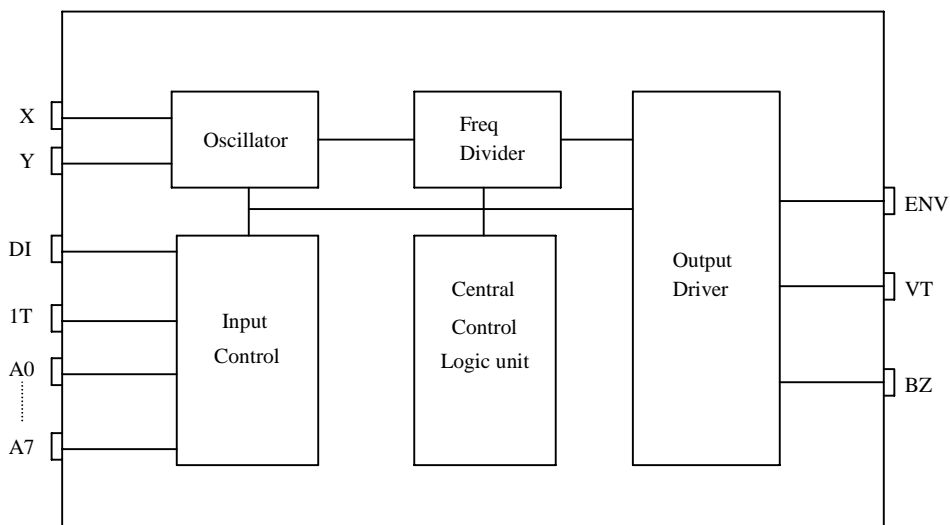 X
Y
DI
1T
A0
A7
Oscillator
Freq
Divider
Input
Control
Central
Control
Logic unit
Output
Driver
ENV
VT
BZ